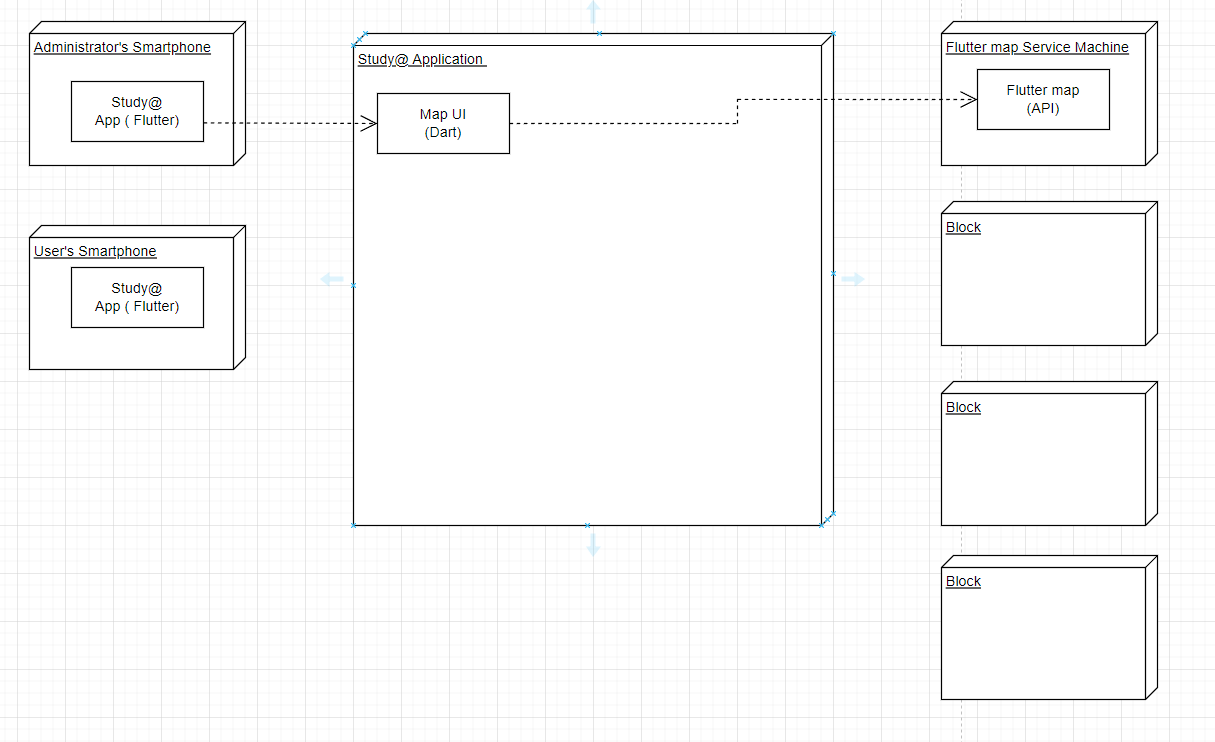 Administrator's Smartphone
Study@
App ( Flutter)
User's Smartphone
Study@
App ( Flutter)
Study@ Application
Map UI
(Dart)
Flutter map Service Machine
Flutter map
(API)
Block
Block
Block